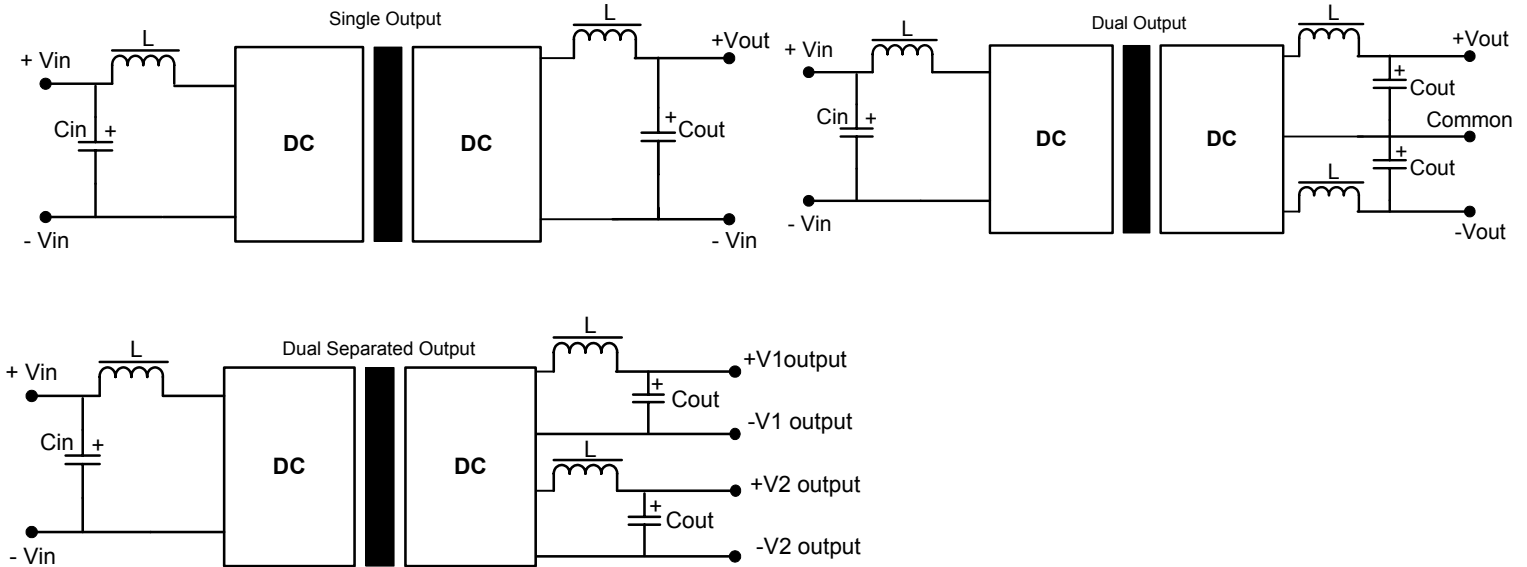 Single Output
L
+ Vin
Cin +
- Vin
DC
DC
L
+Vout
+
Cout
- Vin
Dual Output
L
+ Vin
Cin +
- Vin
DC
DC
L
+Vout
+
Cout
Common
+
Cout
L
-Vout
Dual Separated Output
L
+ Vin
Cin +
- Vin
DC
DC
L
+V1output
+
Cout
-V1 output
L
+V2 output
+
Cout
-V2 output